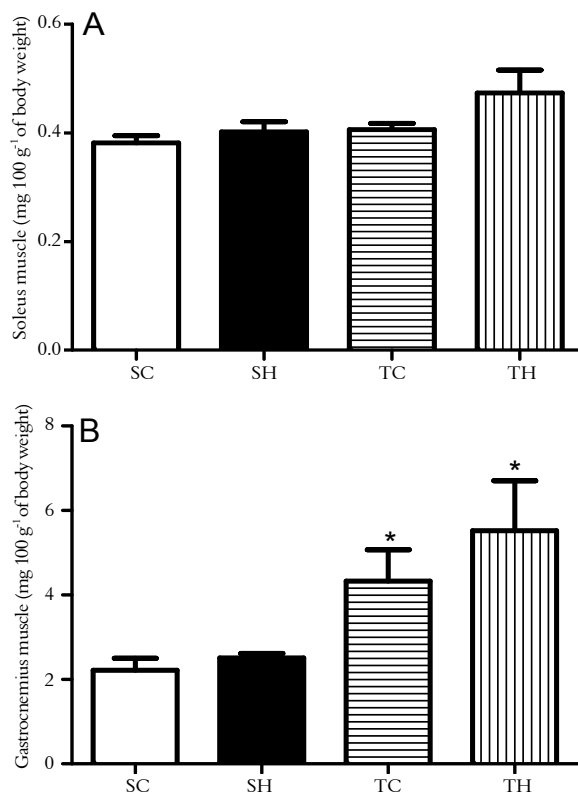 A
Soleus muscle (mg 100 g⁻¹ of body weight)
0.6
0.4
0.2
0.0
SC SH TC TH
B
Gastrocnemius muscle (mg 100 g⁻¹ of body weight)
8
6
4
2
0
* *
SC SH TC TH